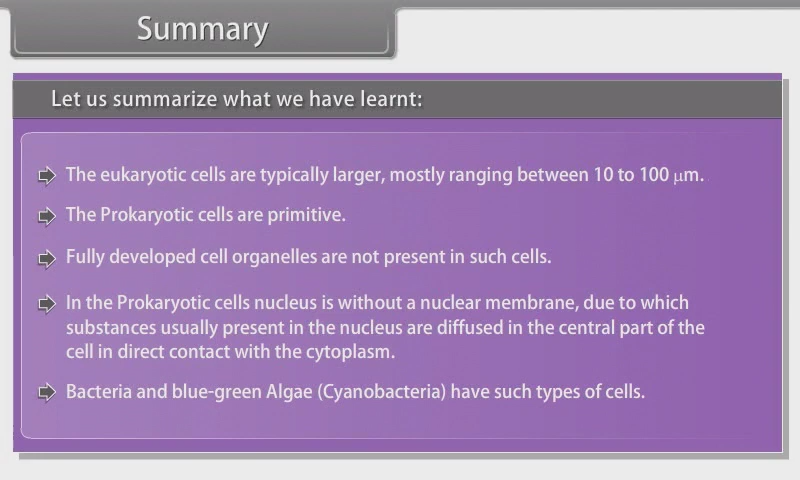 Summary
Let us summarize what we have learnt:
The eukaryotic cells are typically larger, mostly ranging between 10 to 100 μm.
The Prokaryotic cells are primitive.
Fully developed cell organelles are not present in such cells.
In the Prokaryotic cells nucleus is without a nuclear membrane, due to which
substances usually present in the nucleus are diffused in the central part of the
cell in direct contact with the cytoplasm.
Bacteria and blue-green Algae (Cyanobacteria) have such types of cells.